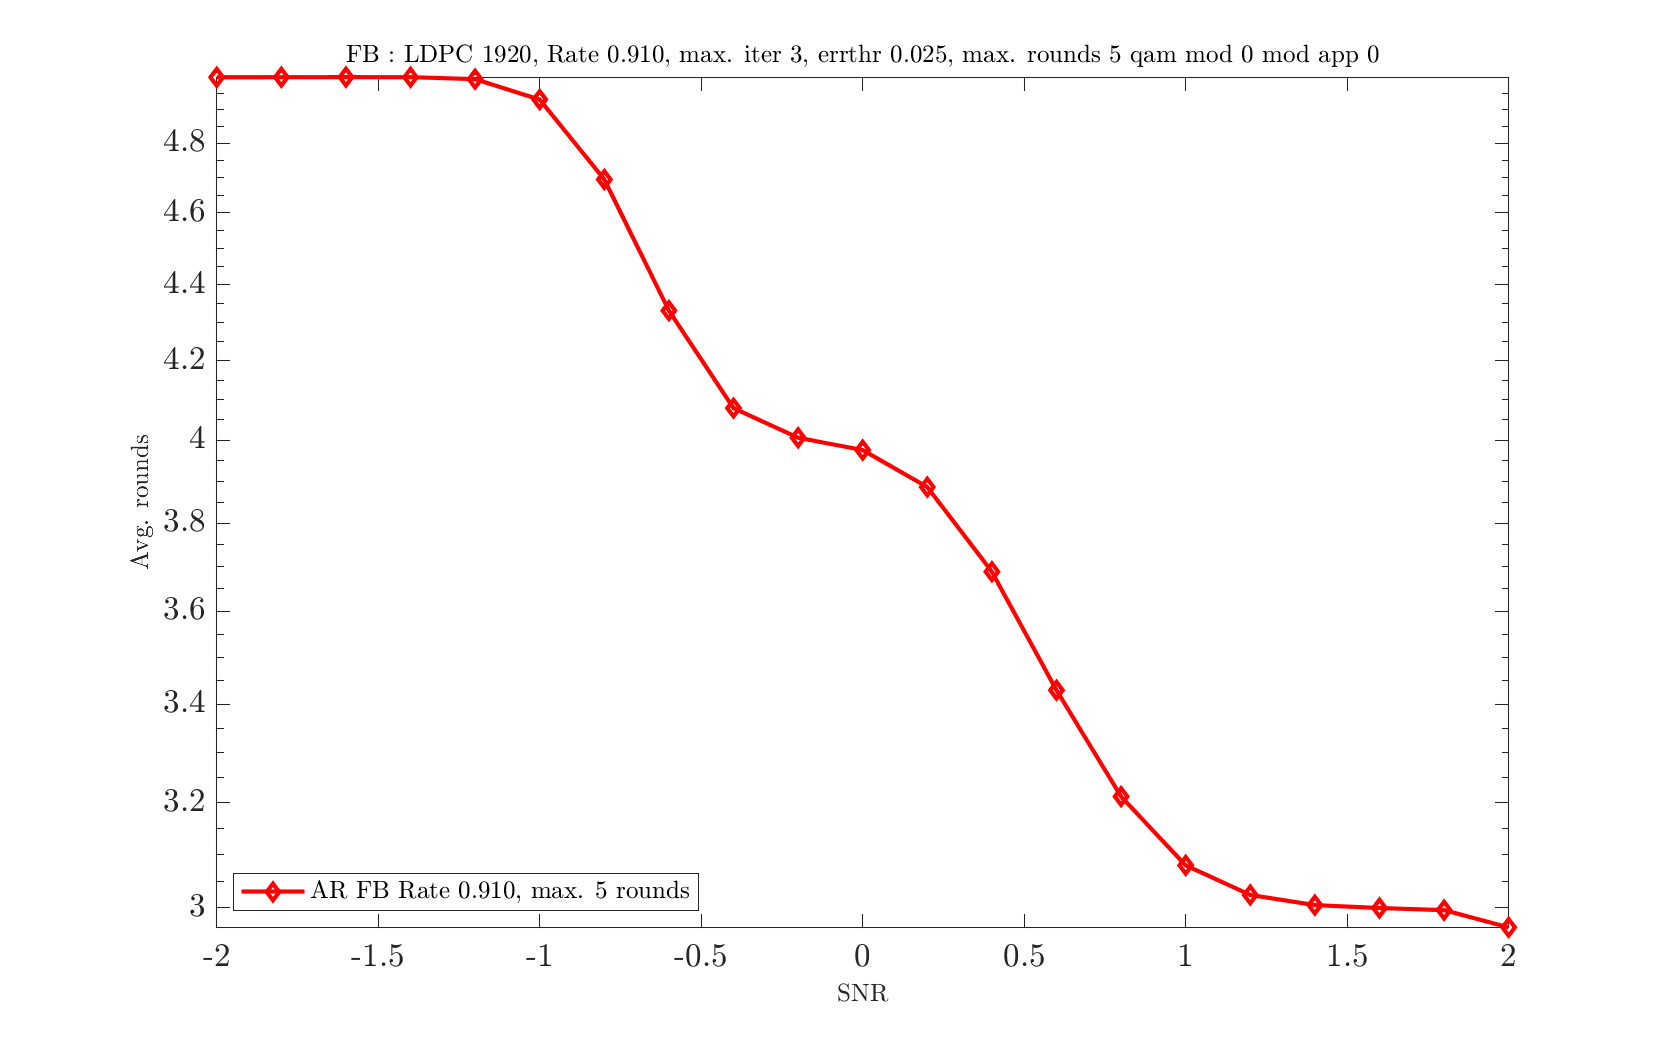 FB : LDPC 1920, Rate 0.910, max. iter 3, errthr 0.025, max. rounds 5 qam mod 0 mod app 0
4.8
4.6
4.4
4.2
4
3.8
3.6
3.4
3.2
3
Avg. rounds
AR FB Rate 0.910, max. 5 rounds
-2 -1.5 -1 -0.5 0 0.5 1 1.5 2
SNR